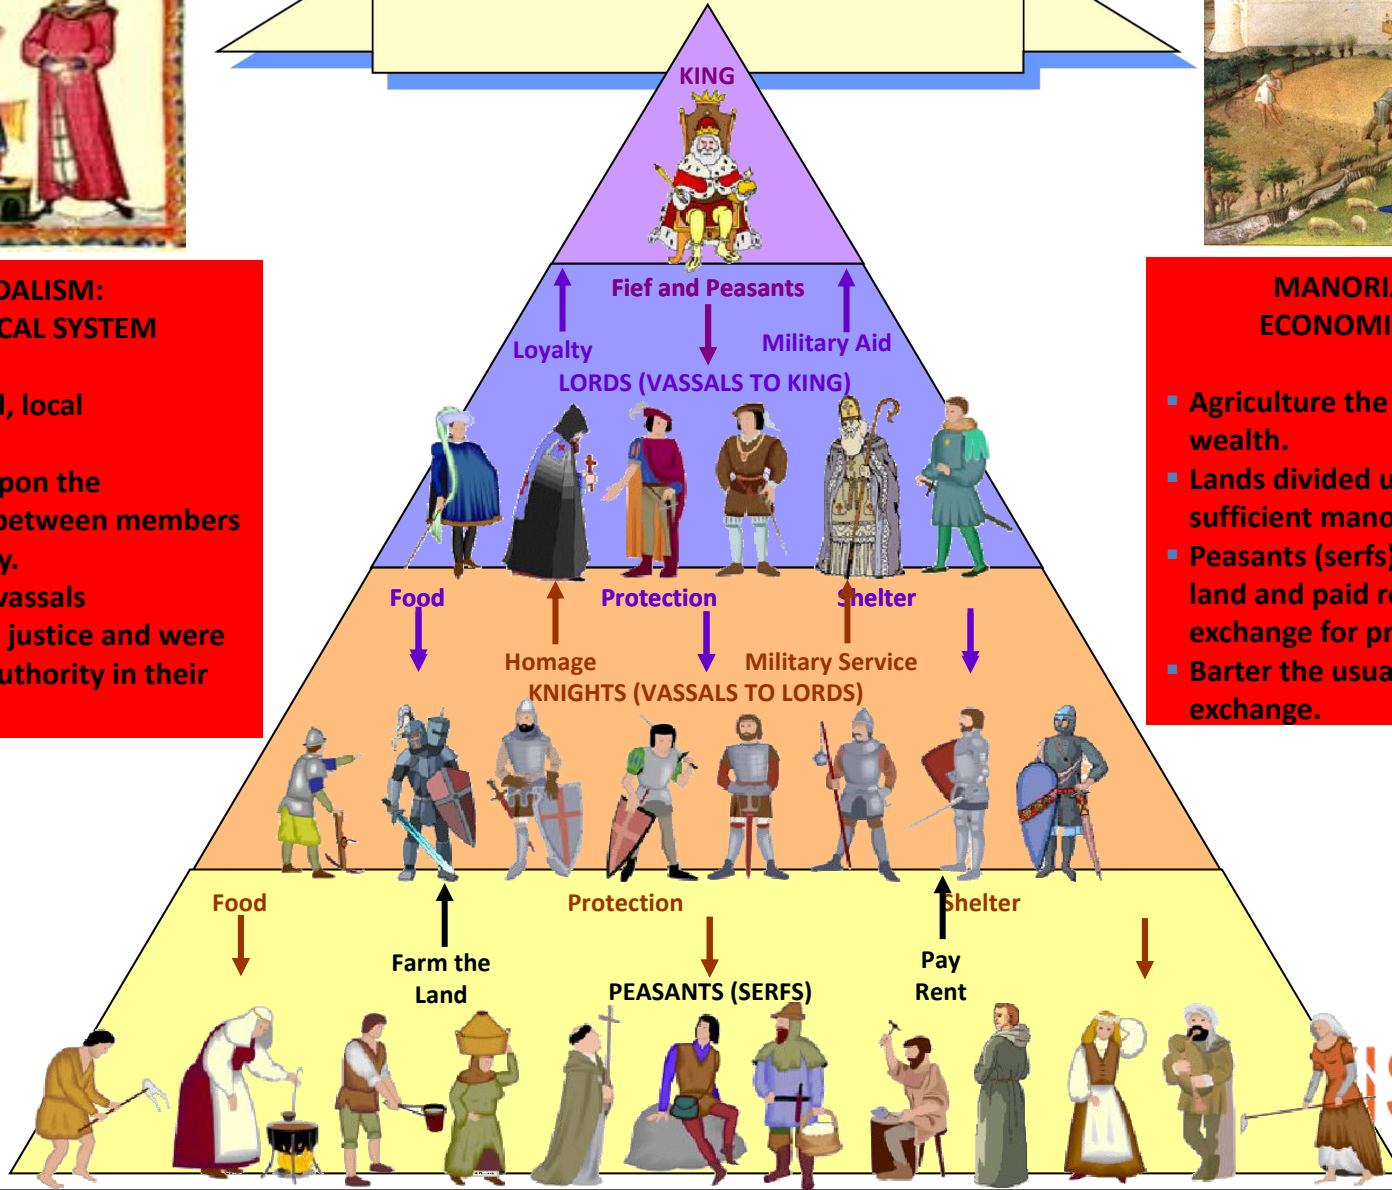 KING
Fief and Peasants
Loyalty
Military Aid
LORDS (VASSALS TO KING)
Food
Protection
Shelter
Homage
Military Service
KNIGHTS (VASSALS TO LORDS)
Food
Protection
Shelter
Farm the
Land
Pay
Rent
PEASANTS (SERFS)
DALISM:
CAL SYSTEM
, local
pon the
between members
y.
vassals
justice and were
uthority in their
MANORIA
ECONOMI
Agriculture the
wealth.
Lands divided u
sufficient mano
Peasants (serfs)
land and paid re
exchange for pr
Barter the usua
exchange.